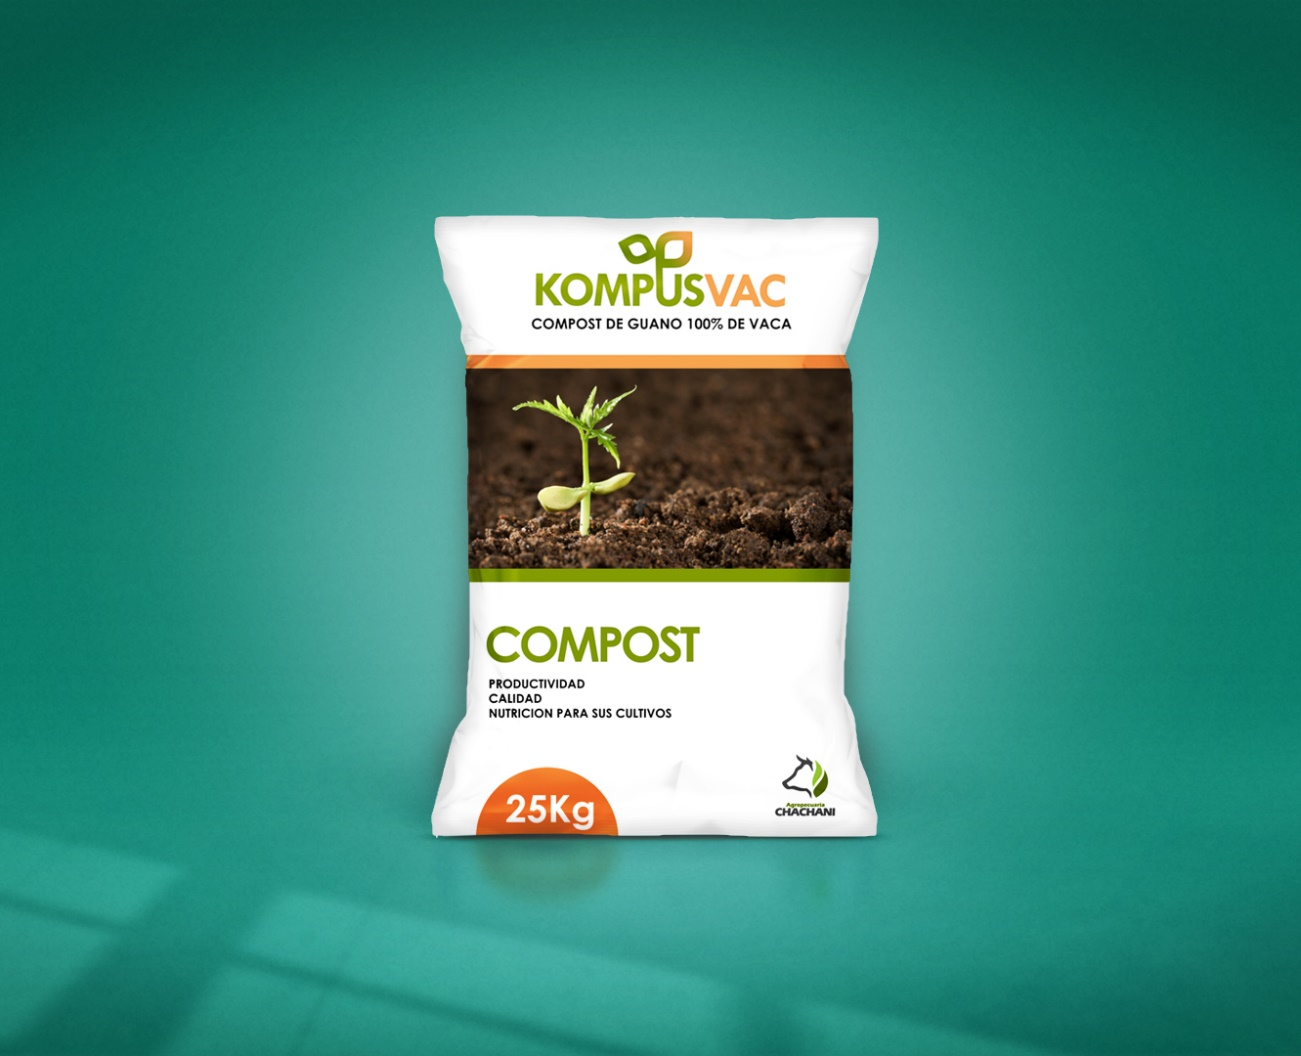 KOMPUSVAC
COMPOST DE GUANO 100% DE VACA
COMPOST
PRODUCTIVIDAD
CALIDAD
NUTRICION PARA SUS CULTIVOS
25Kg
Agropecuaria
CHACHANI